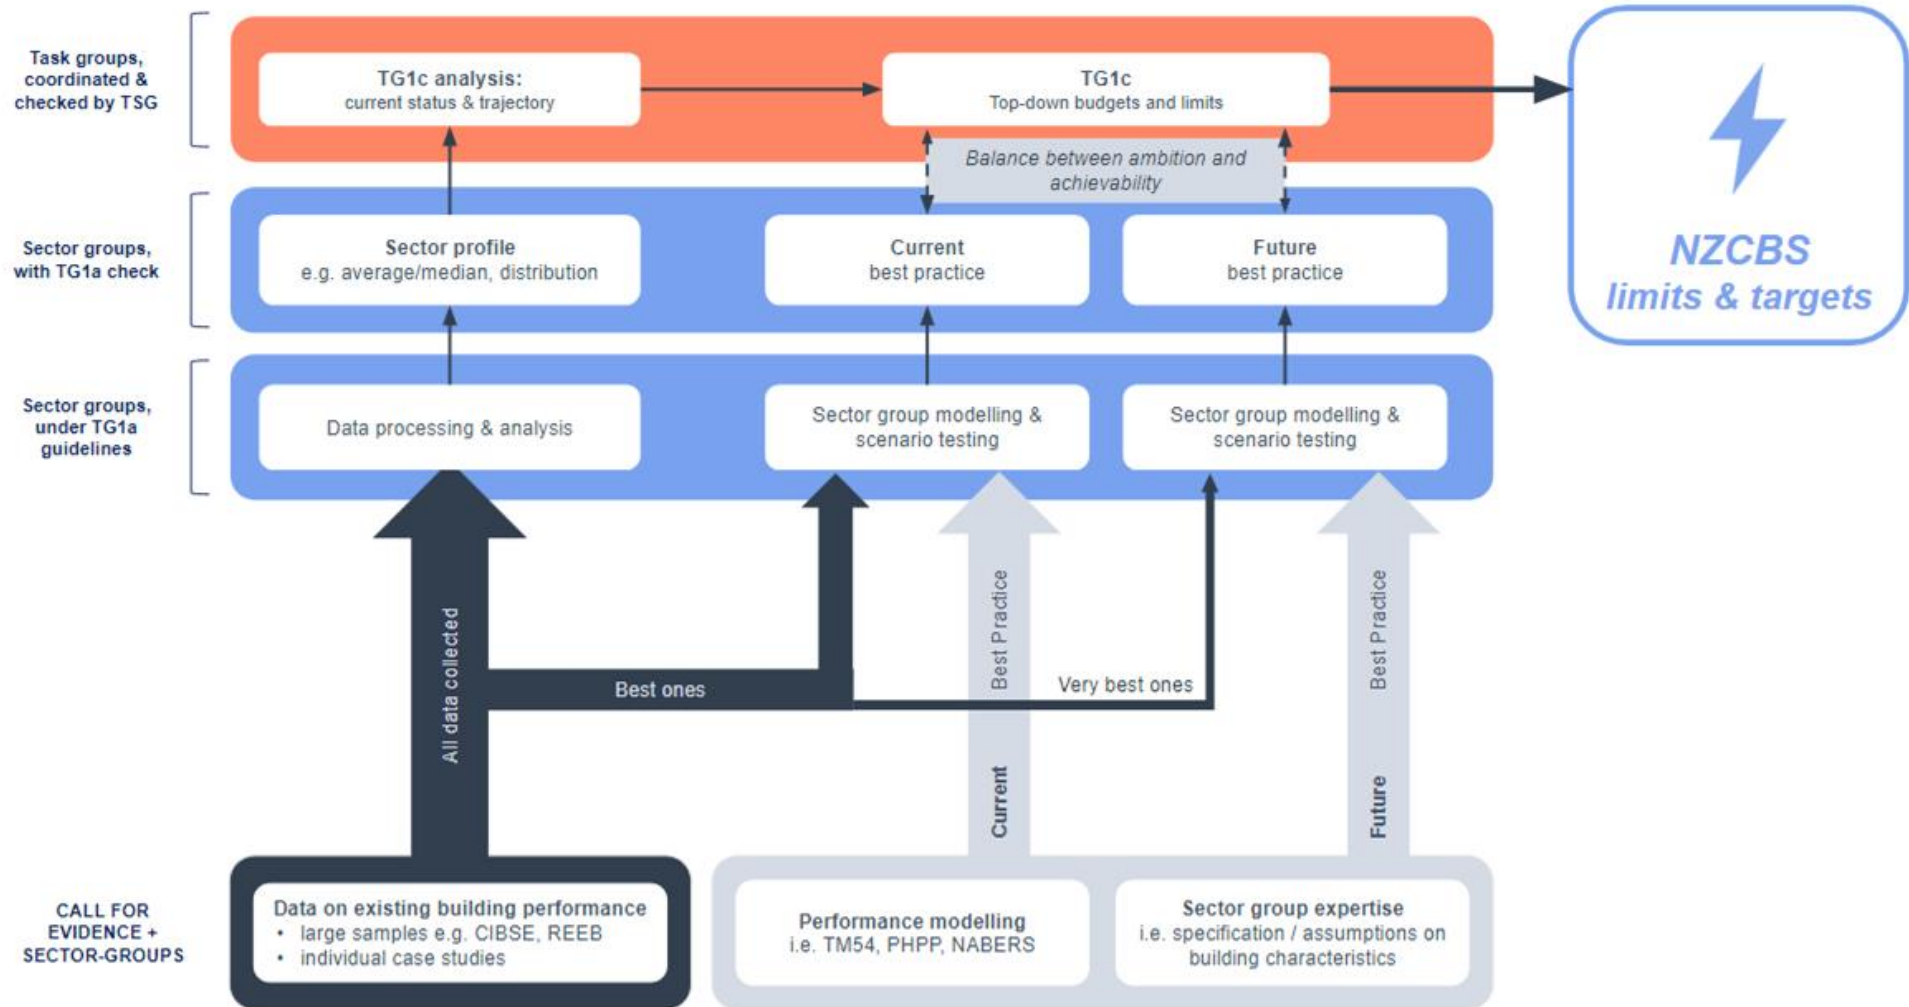 Task groups,
coordinated &
checked by TSG
TG1c analysis:
current status & trajectory
TG1c
Top-down budgets and limits
Balance between ambition and
achievability
NZCBS
limits & targets
Sector groups,
with TG1a check
Sector profile
e.g. average/median, distribution
Current
best practice
Future
best practice
Sector groups,
under TG1a
guidelines
Data processing & analysis
Sector group modelling &
scenario testing
Sector group modelling &
scenario testing
All data collected
Best ones
Very best ones
Current Best Practice
Future Best Practice
CALL FOR
EVIDENCE +
SECTOR-GROUPS
Data on existing building performance
• large samples e.g. CIBSE, REEB
• individual case studies
Performance modelling
i.e. TM54, PHPP, NABERS
Sector group expertise
i.e. specification / assumptions on
building characteristics